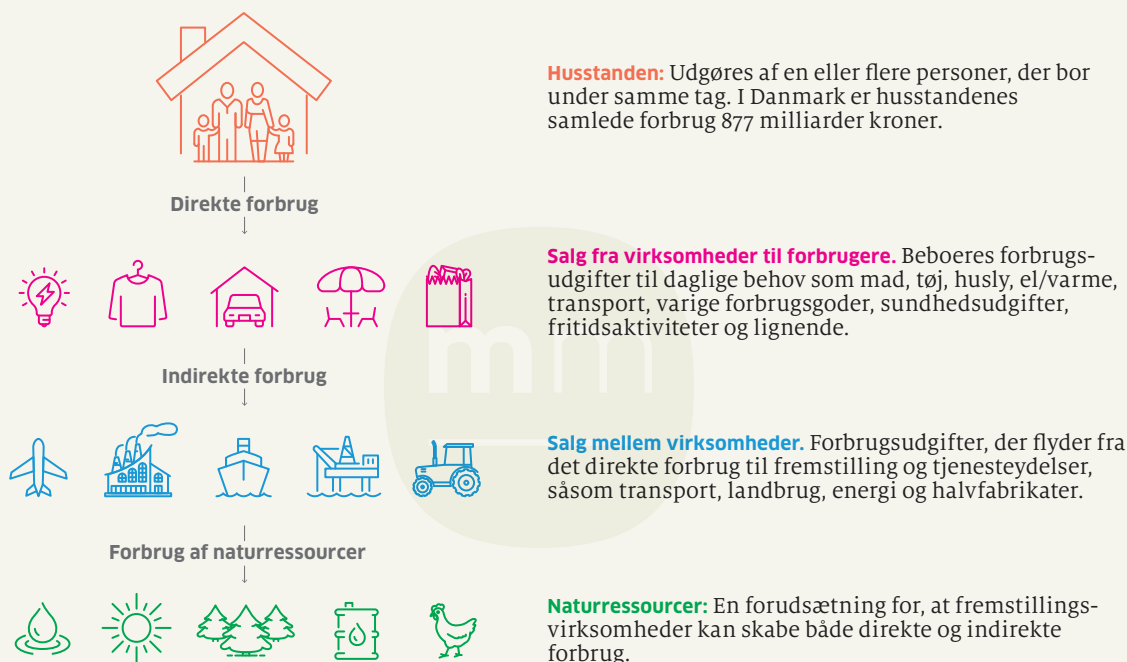 Husstanden: Udgøres af en eller flere personer, der bor
under samme tag. I Danmark er husstandenes
samlede forbrug 877 milliarder kroner.
Direkte forbrug
Salg fra virksomheder til forbrugere. Beboeres forbrugs-
udgifter til daglige behov som mad, tøj, husly, el/varme,
transport, varige forbrugsgoder, sundhedsudgifter,
fritidsaktiviteter og lignende.
mm
Indirekte forbrug
Salg mellem virksomheder. Forbrugsudgifter, der flyder fra
det direkte forbrug til fremstilling og tjenesteydelser,
såsom transport, landbrug, energi og halvfabrikater.
Forbrug af naturressourcer
Naturressourcer: En forudsætning for, at fremstillings-
virksomheder kan skabe både direkte og indirekte
forbrug.